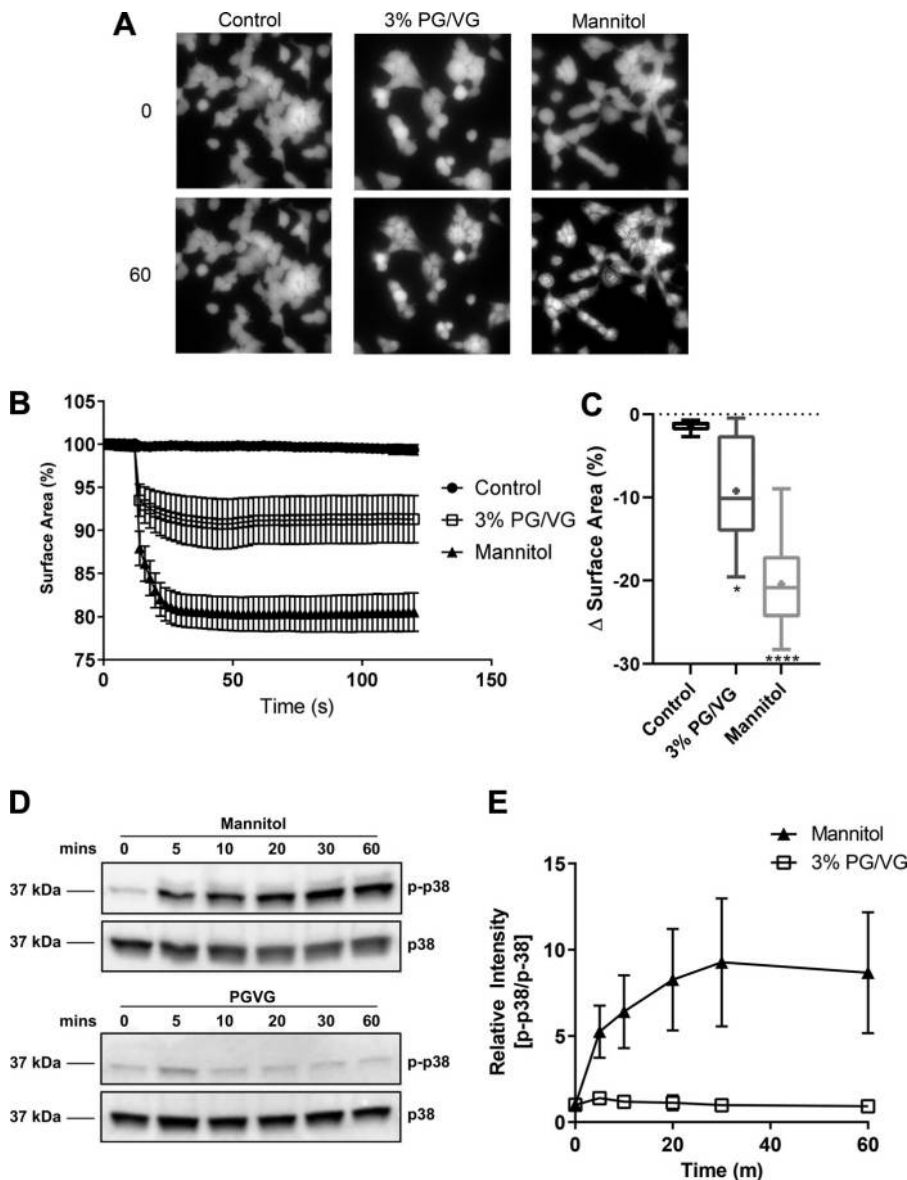 A
Control
3% PG/VG
Mannitol
0
60
B
105
100
95
90
85
80
75
Surface Area (%)
0
50
100
150
Time (s)
Control
3% PG/VG
Mannitol
C
0
-10
-20
-30
Δ Surface Area (%)
*
****
Control
3% PG/VG
Mannitol
D
Mannitol
mins 0 5 10 20 30 60
37 kDa
p-p38
37 kDa
p38
PGVG
mins 0 5 10 20 30 60
37 kDa
p-p38
37 kDa
p38
E
Mannitol
3% PG/VG
15
10
5
0
Relative Intensity
[p-p38/p-38]
0
20
40
60
Time (m)